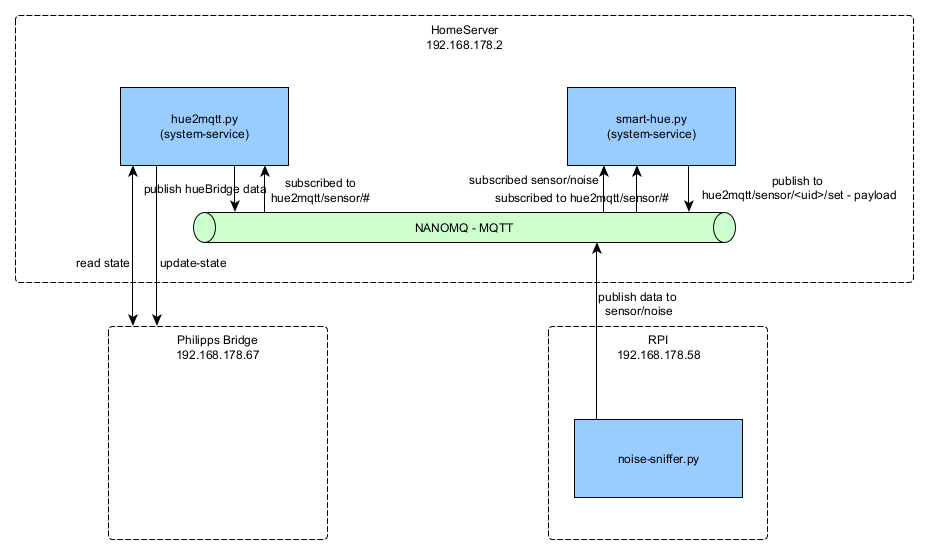 HomeServer
192.168.178.2
hue2mqtt.py
(system-service)
smart-hue.py
(system-service)
publish hueBridge data
subscribed to
hue2mqtt/sensor/#
subscribed sensor/noise
subscribed to hue2mqtt/sensor/#
publish to
hue2mqtt/sensor/<uid>/set - payload
NANOMQ - MQTT
read state
update-state
publish data to
sensor/noise
Philipps Bridge
192.168.178.67
RPI
192.168.178.58
noise-sniffer.py